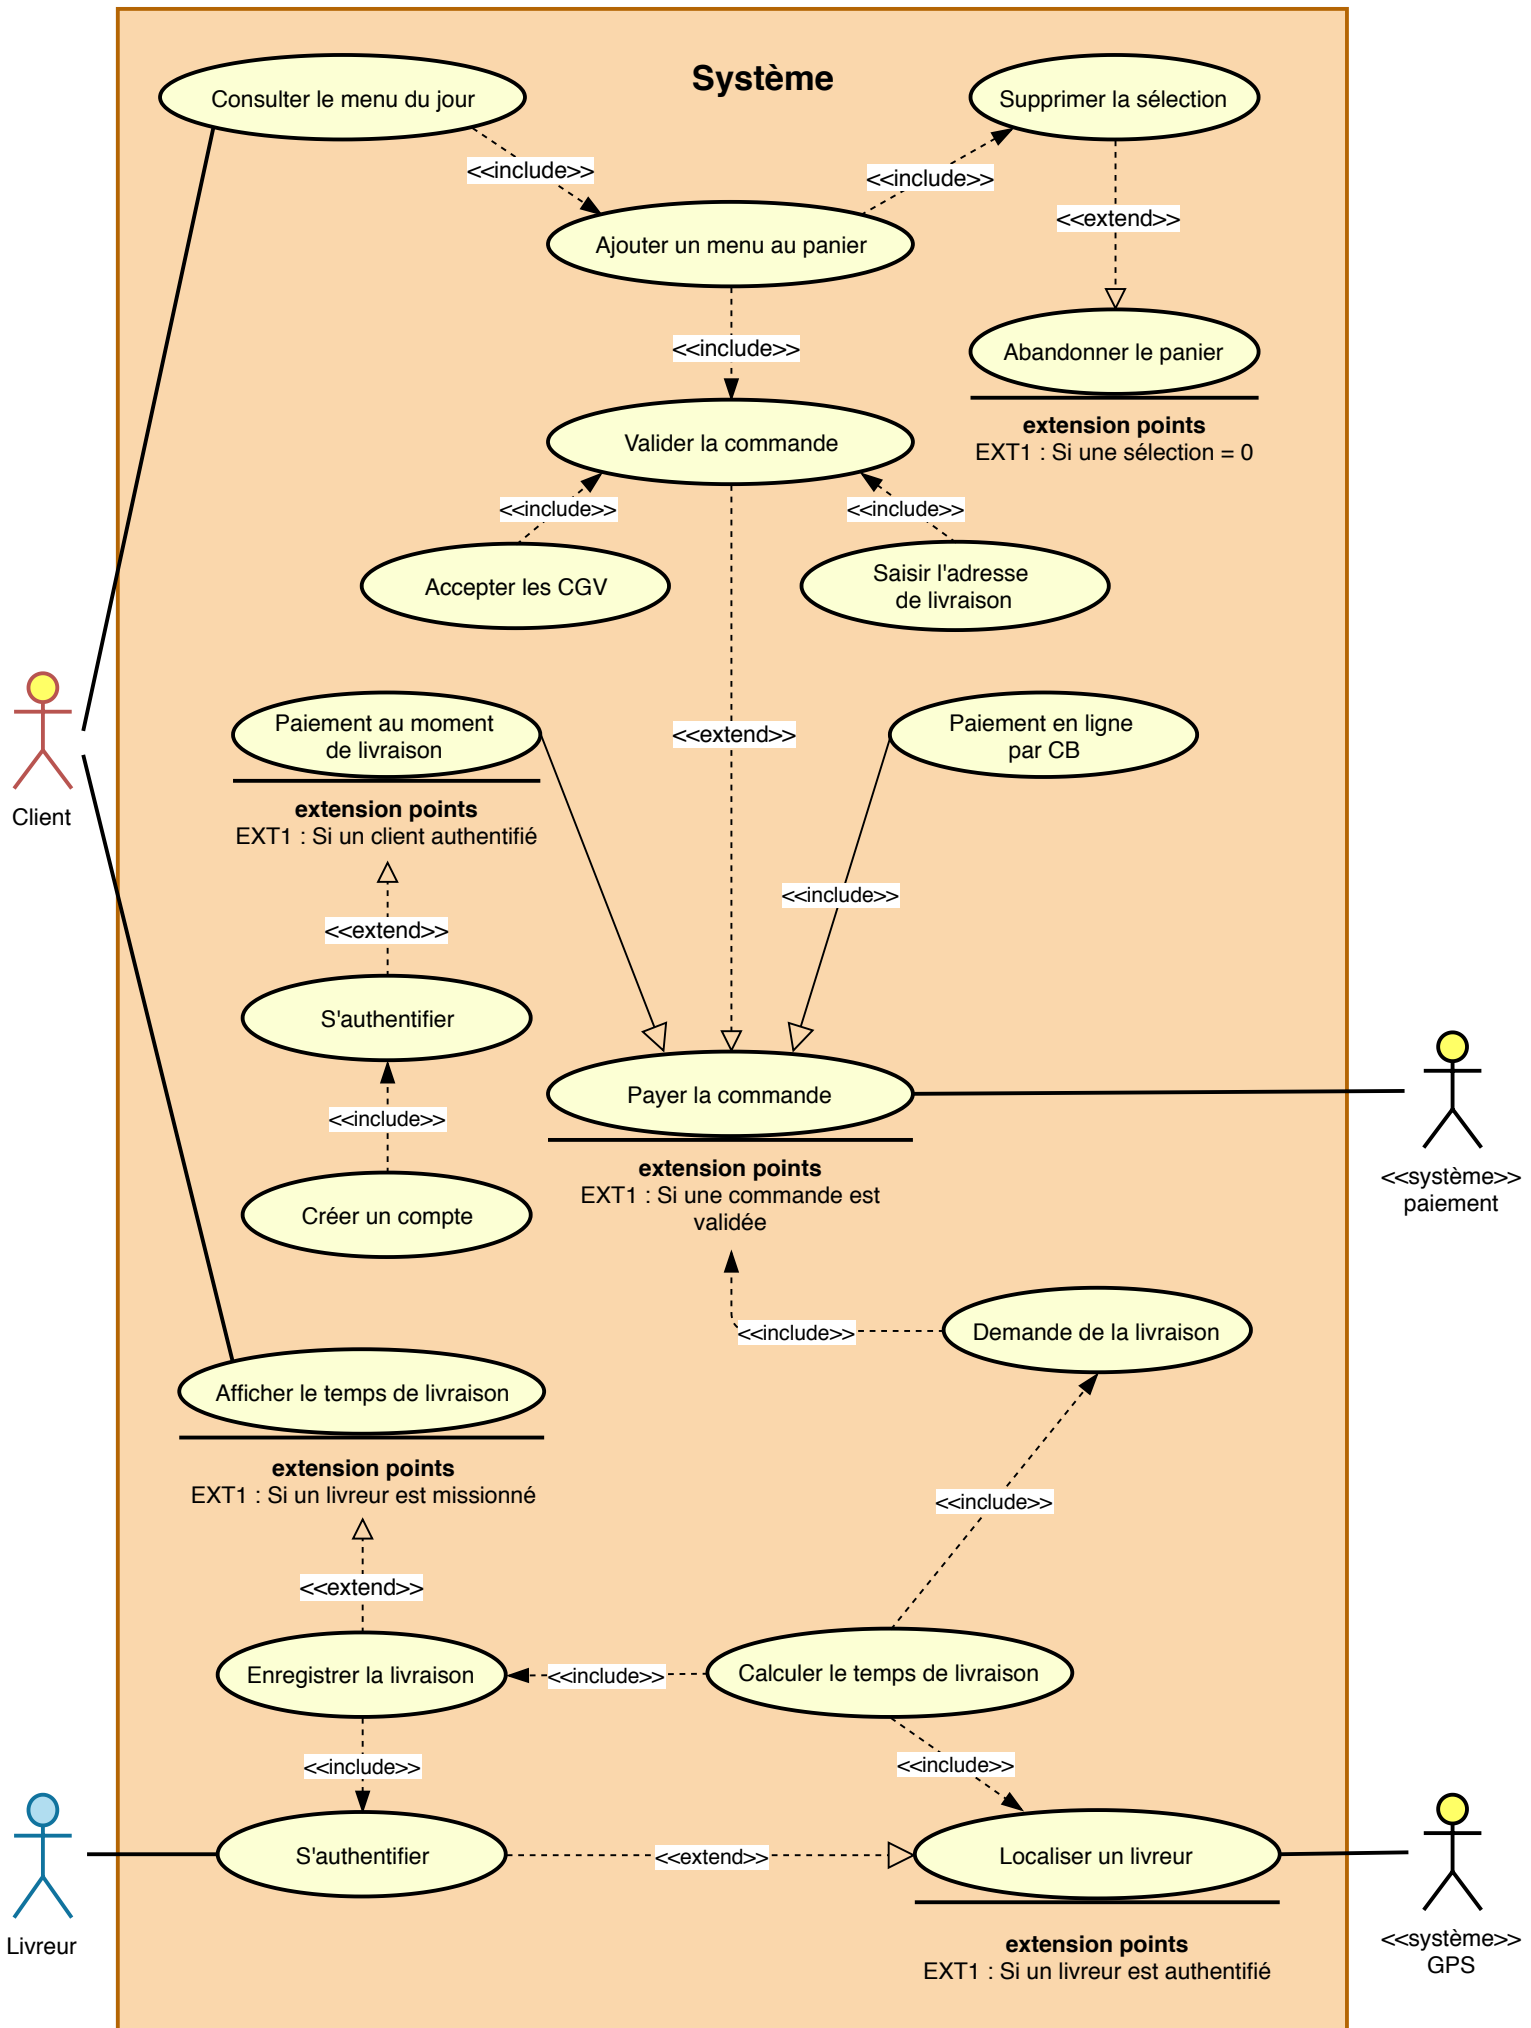 Système
Consulter le menu du jour
Supprimer la sélection
<<include>>
<<include>>
<<extend>>
Ajouter un menu au panier
<<include>>
Abandonner le panier
extension points
EXT1 : Si une sélection = 0
Valider la commande
<<include>>
<<include>>
Accepter les CGV
Saisir l'adresse
de livraison
Paiement au moment
de livraison
<<extend>>
Paiement en ligne
par CB
extension points
EXT1 : Si un client authentifié
Client
<<include>>
<<extend>>
S'authentifier
Payer la commande
<<include>>
extension points
EXT1 : Si une commande est
validée
<<système>>
paiement
Créer un compte
<<include>>
Demande de la livraison
Afficher le temps de livraison
extension points
EXT1 : Si un livreur est missionné
<<include>>
<<extend>>
Enregistrer la livraison
<<include>>
Calculer le temps de livraison
<<include>>
<<include>>
S'authentifier
<<extend>>
Localiser un livreur
Livreur
extension points
EXT1 : Si un livreur est authentifié
<<système>>
GPS